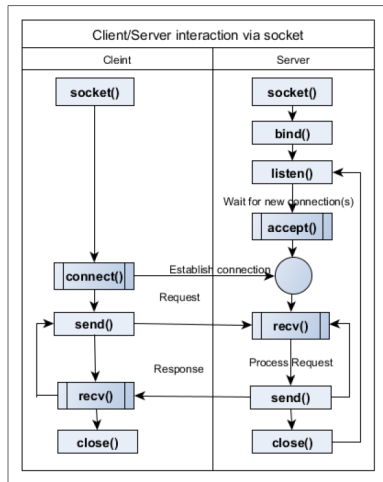 Client/Server interaction via socket
Cleint
Server
socket()
socket()
bind()
listen()
Wait for new connection(s)
accept()
connect()
Establish connection
Request
send()
recv()
Response
Process Request
recv()
send()
close()
close()